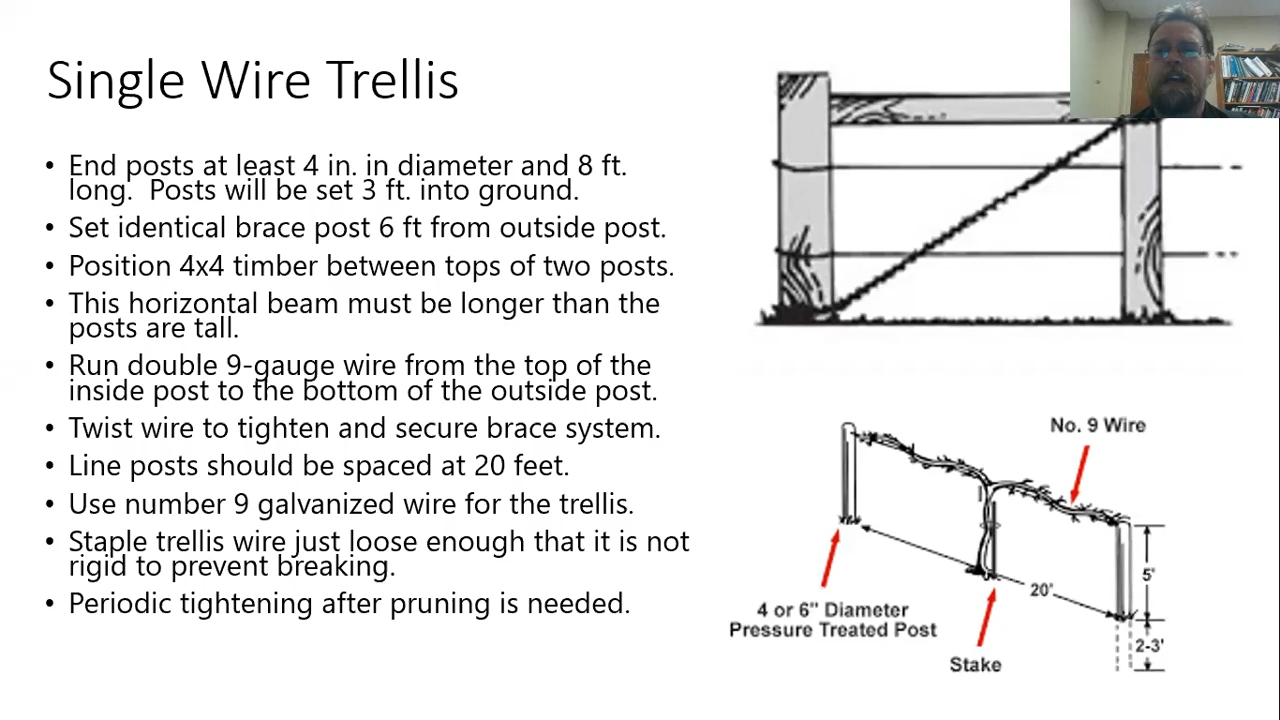 Single Wire Trellis
• End posts at least 4 in. in diameter and 8 ft.
long.  Posts will be set 3 ft. into ground.
• Set identical brace post 6 ft from outside post.
• Position 4x4 timber between tops of two posts.
• This horizontal beam must be longer than the
posts are tall.
• Run double 9-gauge wire from the top of the
inside post to the bottom of the outside post.
• Twist wire to tighten and secure brace system.
• Line posts should be spaced at 20 feet.
• Use number 9 galvanized wire for the trellis.
• Staple trellis wire just loose enough that it is not
rigid to prevent breaking.
• Periodic tightening after pruning is needed.
No. 9 Wire
5'
20'
4 or 6" Diameter
Pressure Treated Post
2-3'
Stake